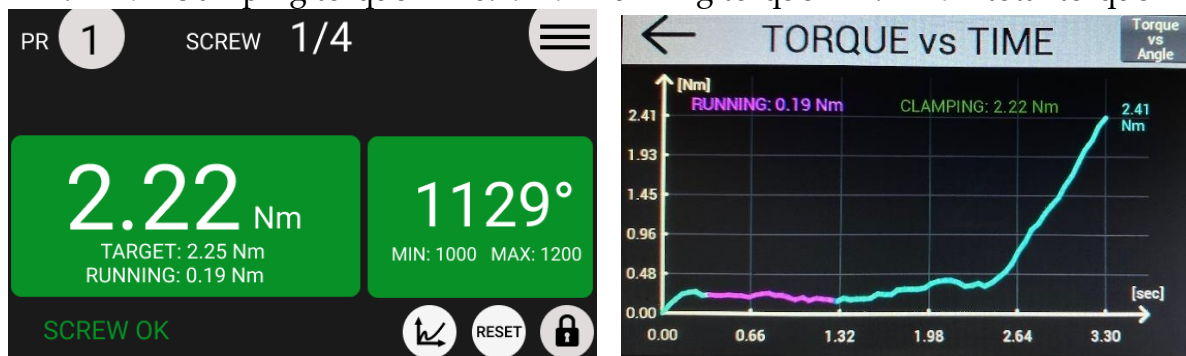 PR 1 SCREW 1/4
2.22 Nm
TARGET: 2.25 Nm
RUNNING: 0.19 Nm
1129°
MIN: 1000 MAX: 1200
SCREW OK
RESET
TORQUE vs TIME
Torque
vs
Angle
[Nm]
RUNNING: 0.19 Nm CLAMPING: 2.22 Nm
2.41
Nm
2.41
1.93
1.45
0.96
0.48
0.00
[sec]
0.00 0.66 1.32 1.98 2.64 3.30